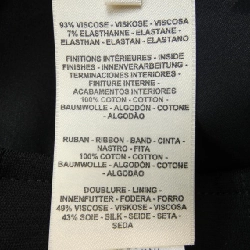 93% VISCOSE - VISKOSE - VISCOSA
7% ELASTHANNE - ELASTANE -
ELASTHAN - ELASTAN - ELASTANO
FINITIONS INTÉRIEURES - INSIDE
FINISHES - INNENVERARBEITUNG -
TERMINACIONES INTERIORES -
FINITURE INTERNE -
ACABAMENTOS INTERIORES
100% COTON - COTTON -
BAUMWOLLE - ALGODÓN - COTONE
- ALGODÃO
RUBAN - RIBBON - BAND - CINTA -
NASTRO - FITA
100% COTON - COTTON -
BAUMWOLLE - ALGODÓN - COTONE -
ALGODÃO
DOUBLURE - LINING -
INNENFUTTER - FODERA - FORRO
VISCOSE - VISKOSE - VISCOSA
43% SOIE - SILK - SEIDE - SETA -
SEDA